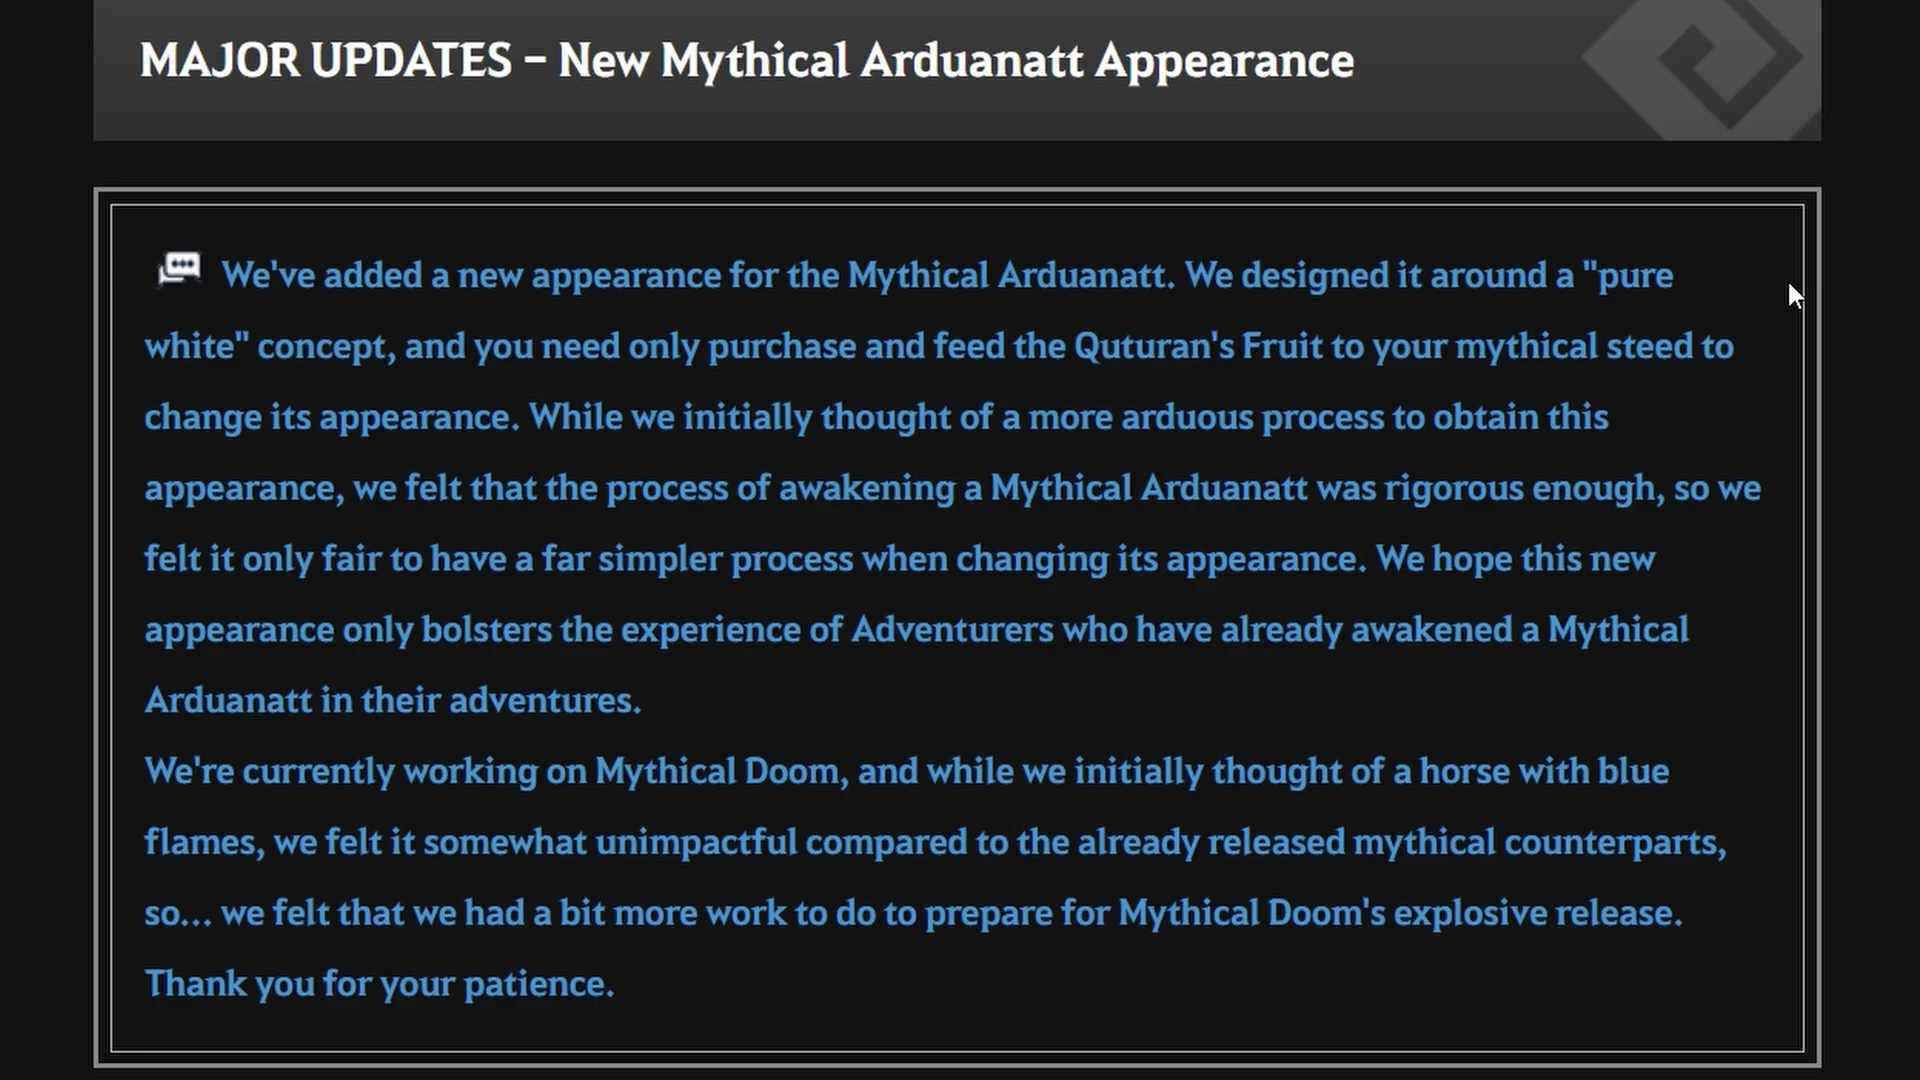 MAJOR UPDATES – New Mythical Arduanatt Appearance
We've added a new appearance for the Mythical Arduanatt. We designed it around a "pure
white" concept, and you need only purchase and feed the Quturan's Fruit to your mythical steed to
change its appearance. While we initially thought of a more arduous process to obtain this
appearance, we felt that the process of awakening a Mythical Arduanatt was rigorous enough, so we
felt it only fair to have a far simpler process when changing its appearance. We hope this new
appearance only bolsters the experience of Adventurers who have already awakened a Mythical
Arduanatt in their adventures.
We're currently working on Mythical Doom, and while we initially thought of a horse with blue
flames, we felt it somewhat unimpactful compared to the already released mythical counterparts,
so... we felt that we had a bit more work to do to prepare for Mythical Doom's explosive release.
Thank you for your patience.